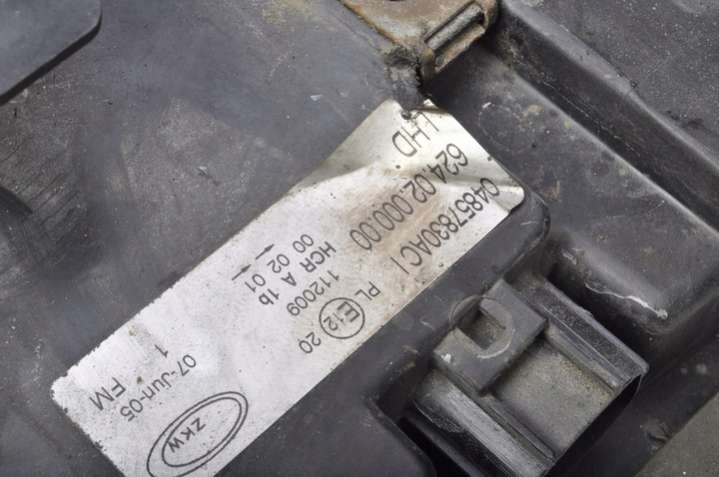 LHD
624.02.000.00
04857830AC I
00 02 01
HCR A 1b
112009
PL E12 20
07-Jun-05
1 FM
ZKW